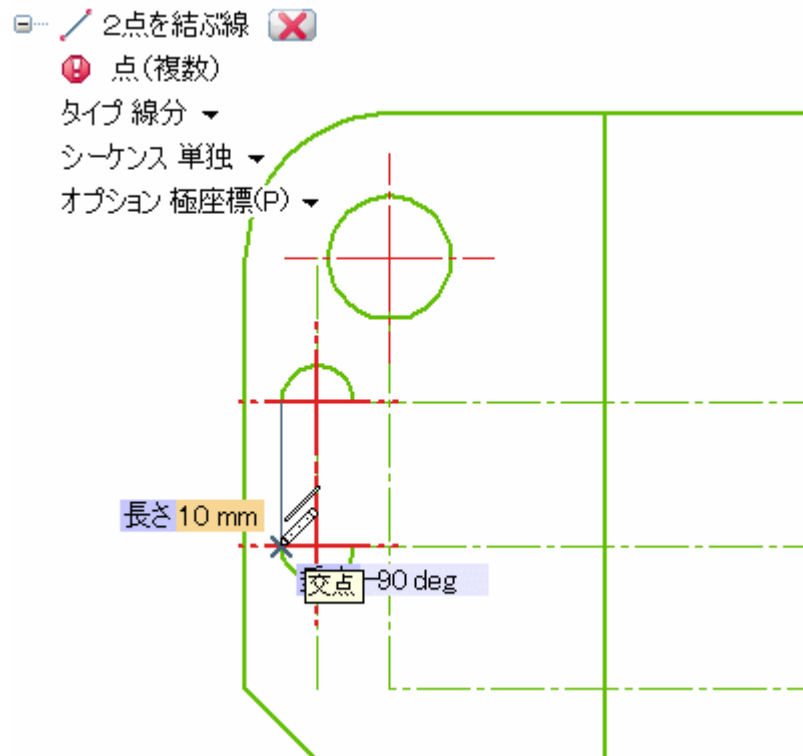 2点を結ぶ線
点(複数)
タイプ 線分
シーケンス 単独
オプション 極座標(P)
長さ 10 mm
交点 -90 deg